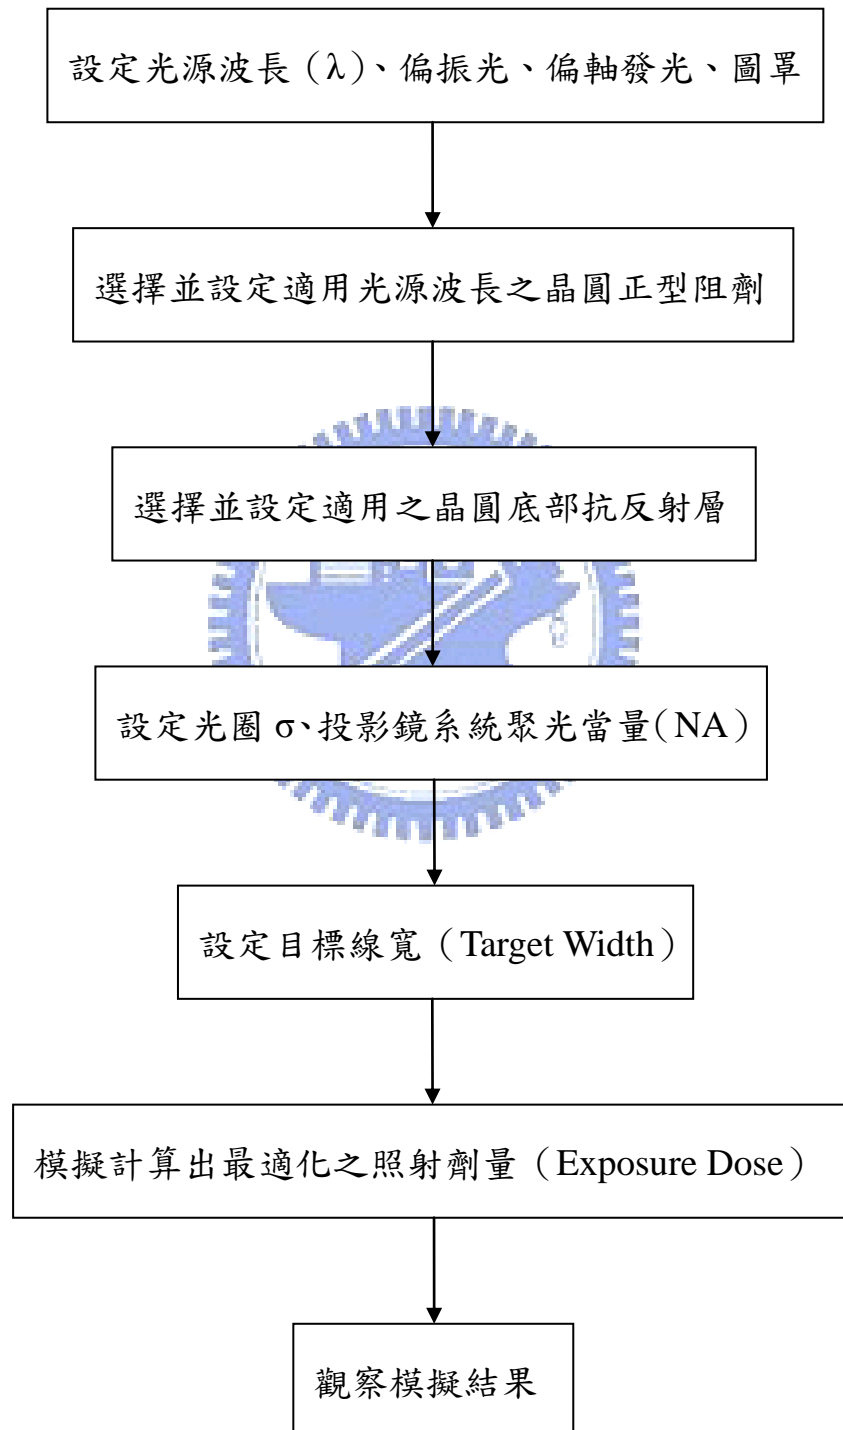 設定光源波長（λ）、偏振光、偏軸發光、圖罩
選擇並設定適用光源波長之晶圓正型阻劑
選擇並設定適用之晶圓底部抗反射層
設定光圈 σ、投影鏡系統聚光當量（NA）
設定目標線寬（Target Width）
模擬計算出最適化之照射劑量（Exposure Dose）
觀察模擬結果